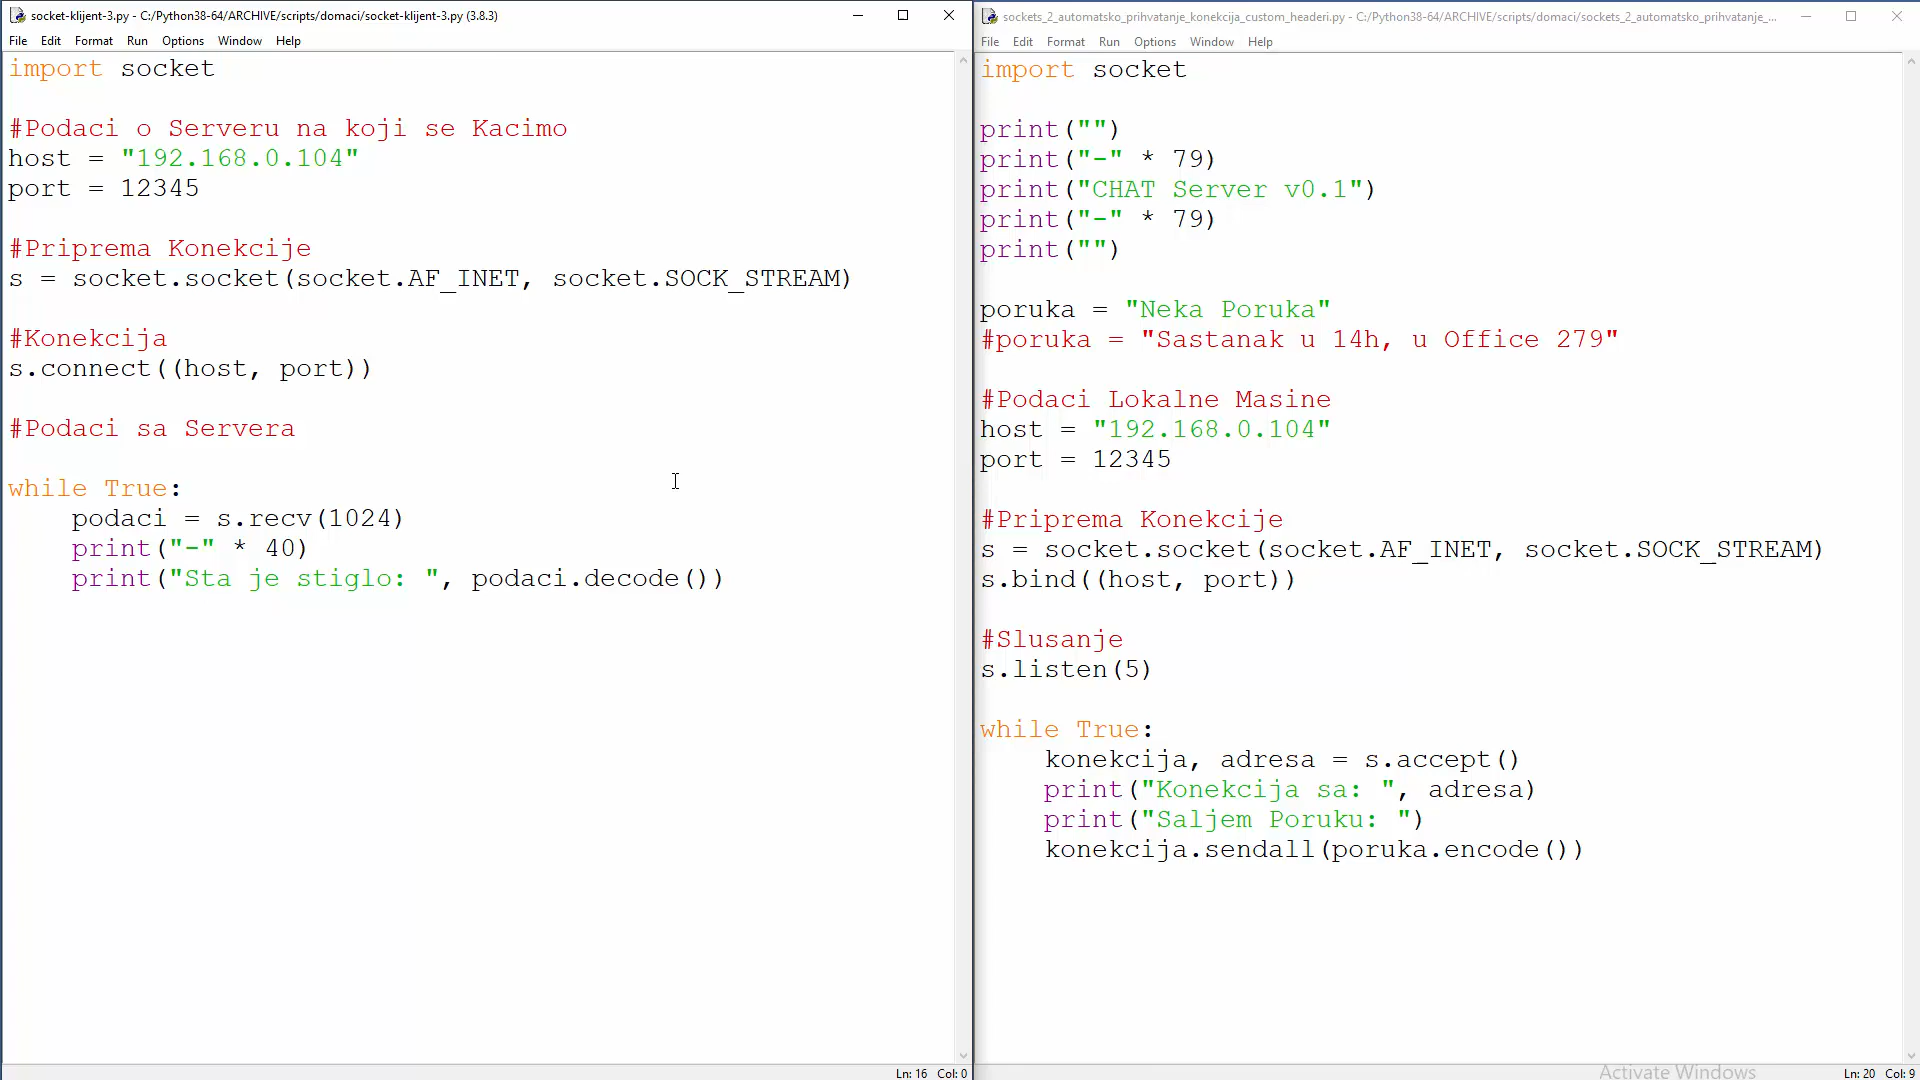 socket-klijent-3.py - C:/Python38-64/ARCHIVE/scripts/domaci/socket-klijent-3.py (3.8.3)
File Edit Format Run Options Window Help
import socket
#Podaci o Serveru na koji se Kacimo
host = "192.168.0.104"
port = 12345
#Priprema Konekcije
s = socket.socket(socket.AF_INET, socket.SOCK_STREAM)
#Konekcija
s.connect((host, port))
#Podaci sa Servera
while True:
    podaci = s.recv(1024)
    print("-" * 40)
    print("Sta je stiglo: ", podaci.decode())
Ln: 16 Col: 0
sockets_2_automatsko_prihvatanje_konekcija_custom_headeri.py - C:/Python38-64/ARCHIVE/scripts/domaci/sockets_2_automatsko_prihvatanje_...
File Edit Format Run Options Window Help
import socket
print("")
print("-" * 79)
print("CHAT Server v0.1")
print("-" * 79)
print("")
poruka = "Neka Poruka"
#poruka = "Sastanak u 14h, u Office 279"
#Podaci Lokalne Masine
host = "192.168.0.104"
port = 12345
#Priprema Konekcije
s = socket.socket(socket.AF_INET, socket.SOCK_STREAM)
s.bind((host, port))
#Slusanje
s.listen(5)
while True:
    konekcija, adresa = s.accept()
    print("Konekcija sa: ", adresa)
    print("Saljem Poruku: ")
    konekcija.sendall(poruka.encode())
Activate Windows
Ln: 20 Col: 9